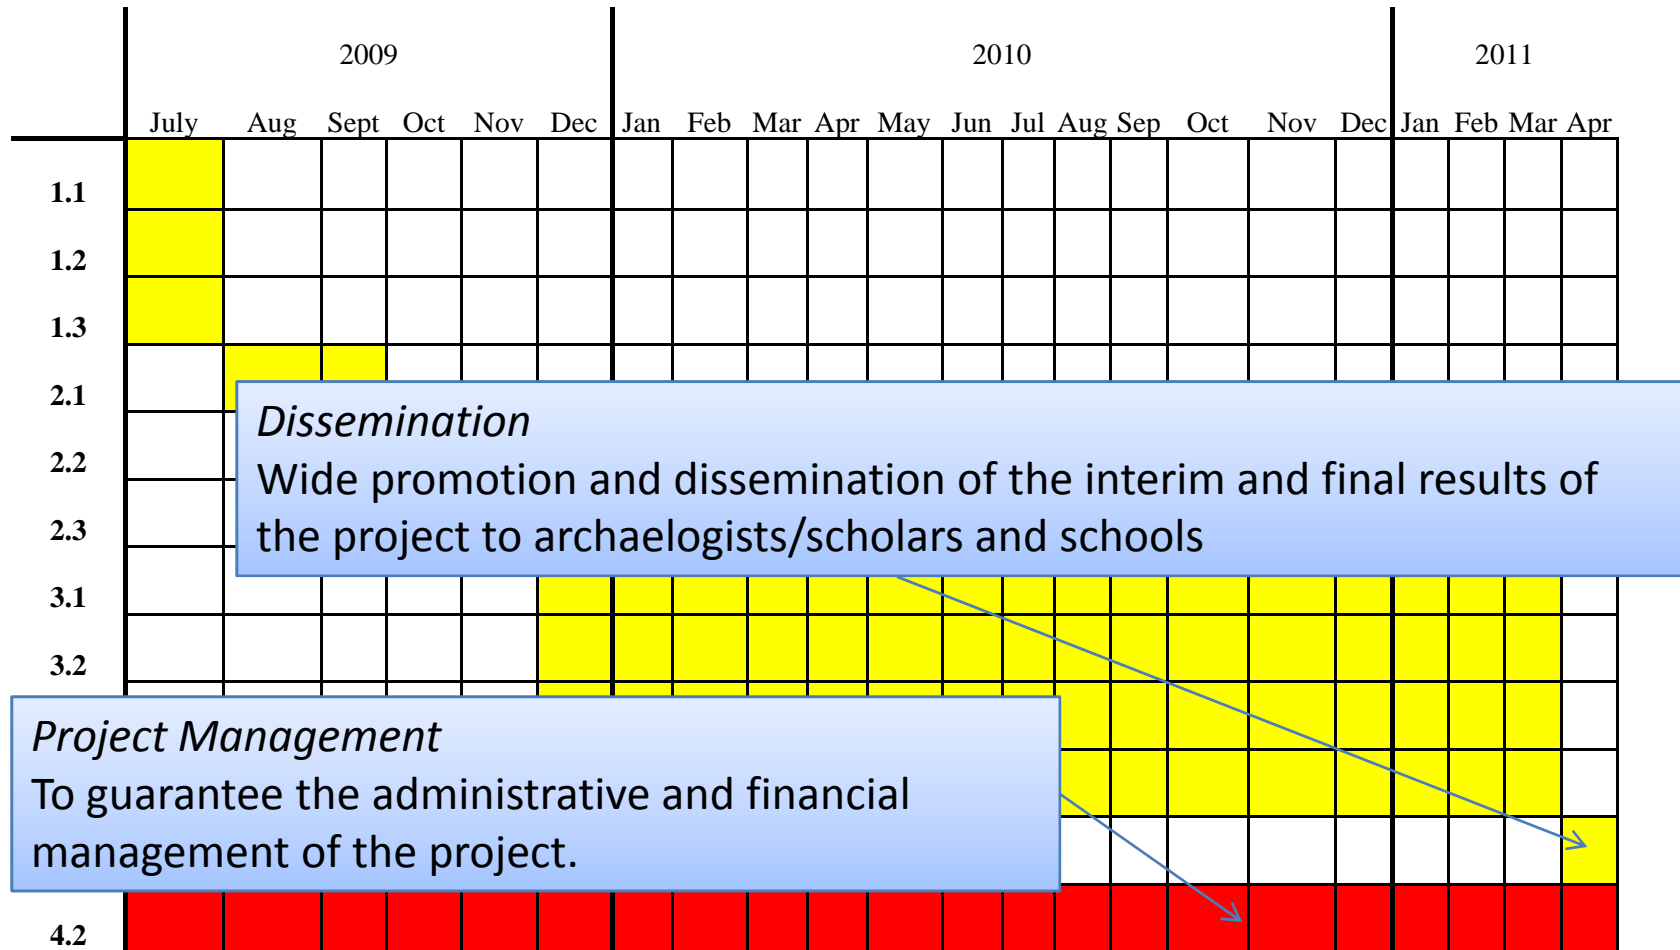 2009 2010 2011
July Aug Sept Oct Nov Dec Jan Feb Mar Apr May Jun Jul Aug Sep Oct Nov Dec Jan Feb Mar Apr
1.1
1.2
1.3
2.1
Dissemination
2.2
Wide promotion and dissemination of the interim and final results of
2.3
the project to archaelogists/scholars and schools
3.1
3.2
Project Management
To guarantee the administrative and financial
management of the project.
4.2